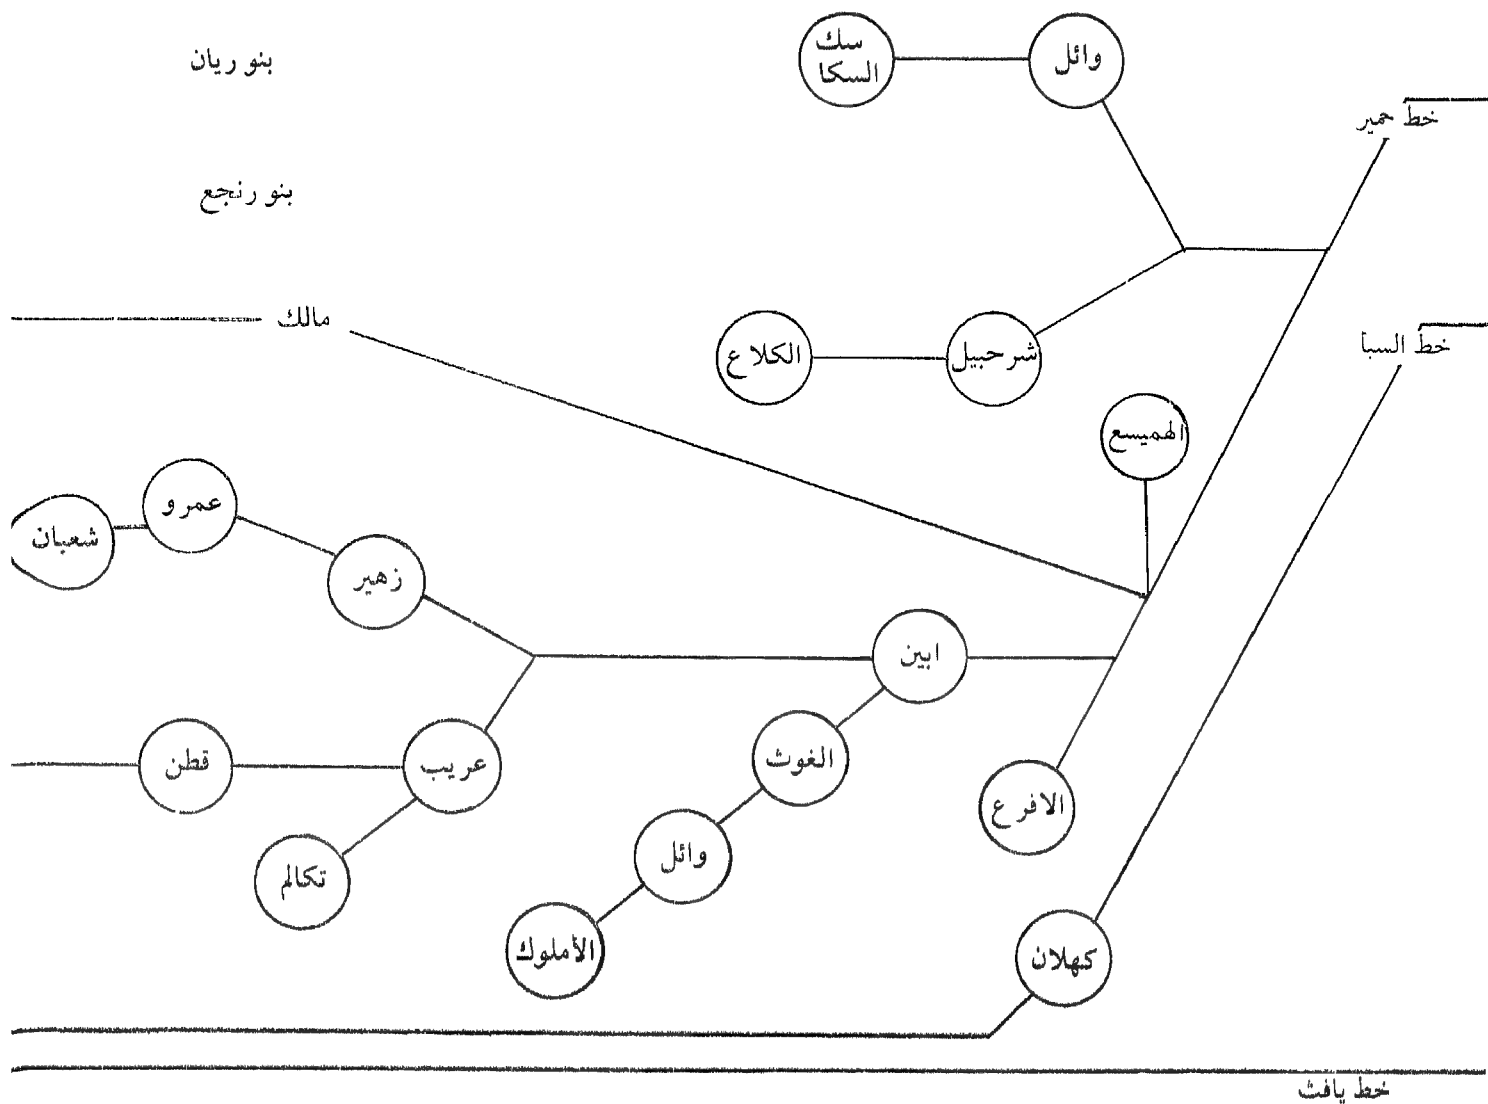 وائل
سك
السكا
بنو ريان
خط حمير
بنو رنجع
مالك
خط السبا
شرحبيل
الكلاع
الهميسع
عمرو
شعبان
زهير
ابين
الغوث
عريب
قطن
الافرع
وائل
تكالم
الأملوك
كهلان
خط يافث